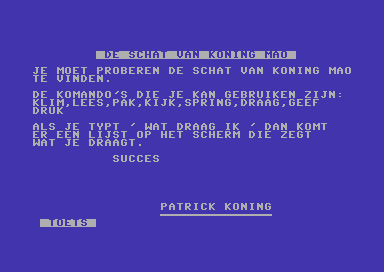 DE SCHAT VAN KONING MAO
JE MOET PROBEREN DE SCHAT VAN KONING MAO
TE VINDEN.
DE KOMANDO'S DIE JE KAN GEBRUIKEN ZIJN:
KLIM,LEES,PAK,KIJK,SPRING,DRAAG,GEEF
DRUK
ALS JE TYPT ' WAT DRAAG IK ' DAN KOMT
ER EEN LIJST OP HET SCHERM DIE ZEGT
WAT JE DRAAGT.
SUCCES
PATRICK KONING
TOETS